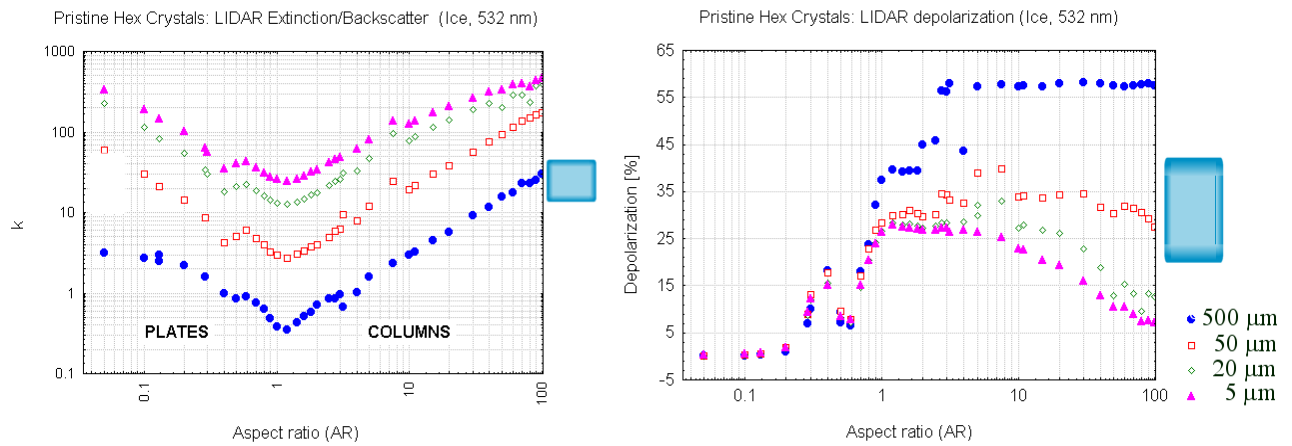 Pristine Hex Crystals: LIDAR Extinction/Backscatter (Ice, 532 nm)
1000
100
10
1
0.1
k
PLATES
COLUMNS
0.1
1
10
100
Aspect ratio (AR)
Pristine Hex Crystals: LIDAR depolarization (Ice, 532 nm)
65
55
45
35
25
15
5
-5
Depolarization [%]
0.1
1
10
100
Aspect ratio (AR)
500 µm
50 µm
20 µm
5 µm